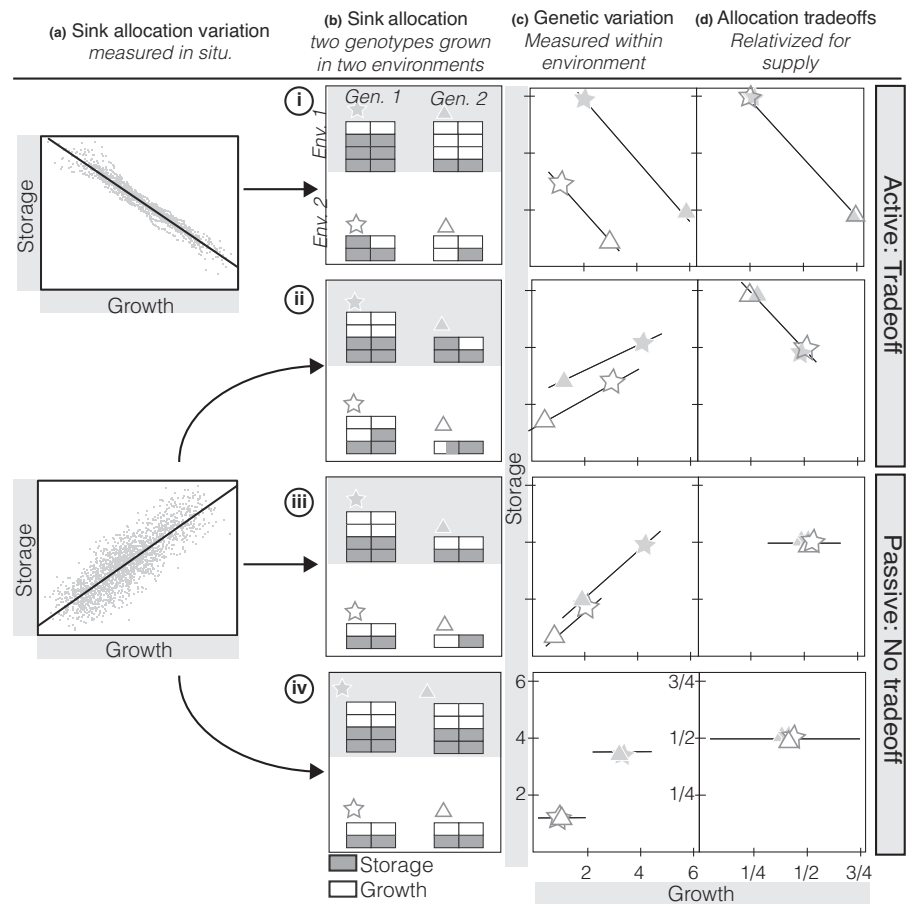 (a) Sink allocation variation
measured in situ.
(b) Sink allocation
two genotypes grown
in two environments
(c) Genetic variation
Measured within
environment
(d) Allocation tradeoffs
Relativized for
supply
i
Gen. 1
Gen. 2
Env. 1
Env. 2
Storage
Growth
ii
Storage
Growth
iii
iv
Storage
Growth
Storage
6
4
2
2
4
6
3/4
1/2
1/4
1/4
1/2
3/4
Growth
Active: Tradeoff
Passive: No tradeoff